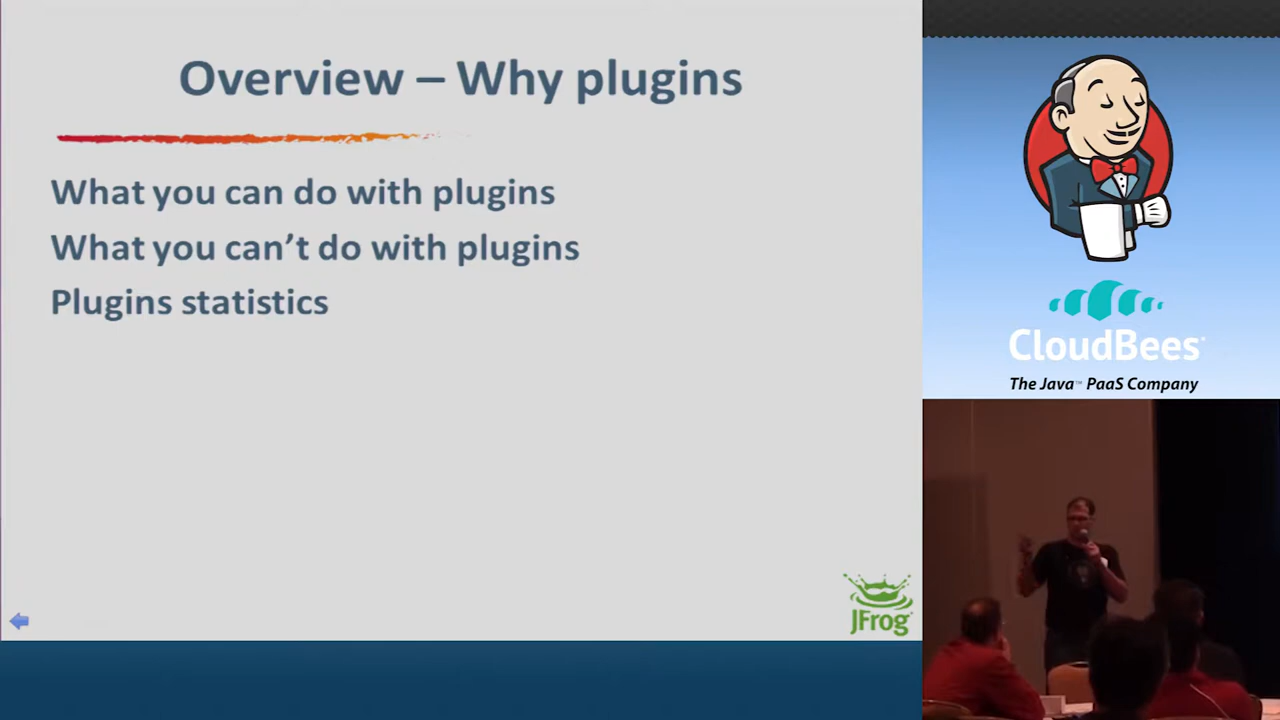 Overview – Why plugins
What you can do with plugins
What you can’t do with plugins
Plugins statistics
JFrog
CloudBees
The Java™ PaaS Company